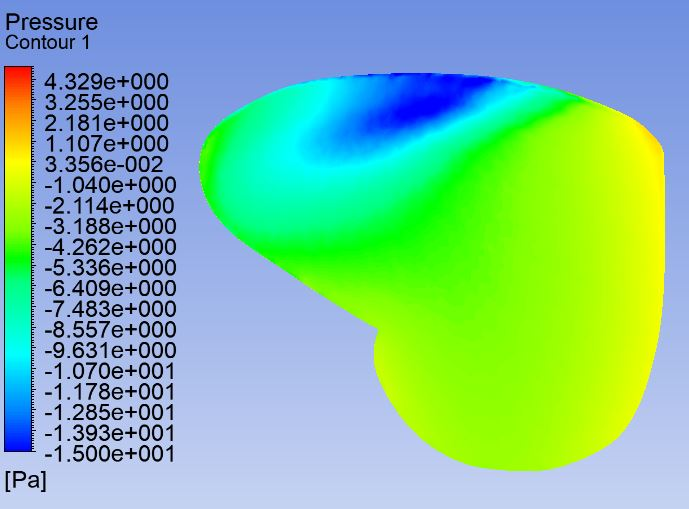 Pressure
Contour 1
4.329e+000
3.255e+000
2.181e+000
1.107e+000
3.356e-002
-1.040e+000
-2.114e+000
-3.188e+000
-4.262e+000
-5.336e+000
-6.409e+000
-7.483e+000
-8.557e+000
-9.631e+000
-1.070e+001
-1.178e+001
-1.285e+001
-1.393e+001
-1.500e+001
[Pa]